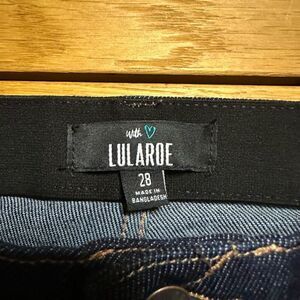 With
LULAROE
28
MADE IN
BANGLADESH